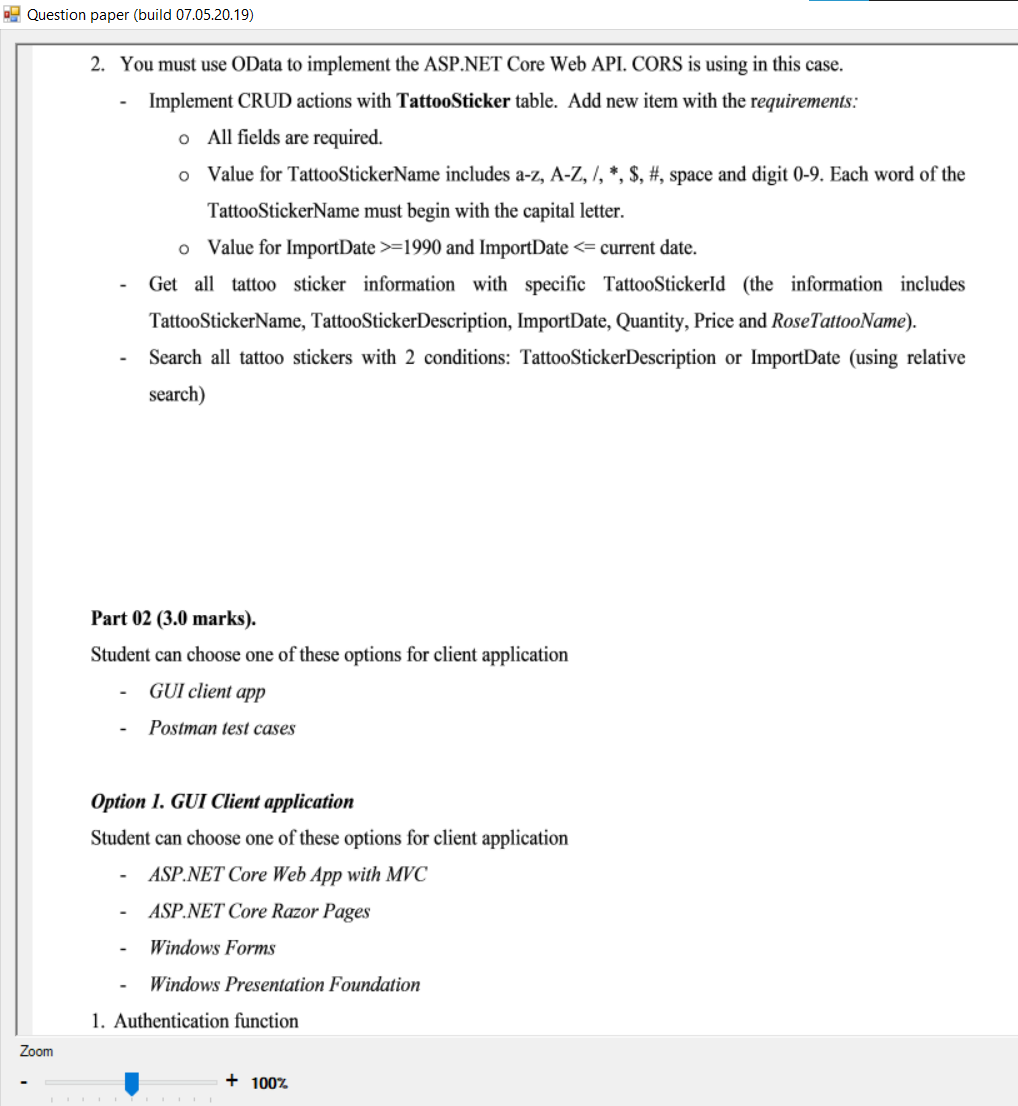 Question paper (build 07.05.20.19)
2. You must use OData to implement the ASP.NET Core Web API. CORS is using in this case.
- Implement CRUD actions with TattooSticker table. Add new item with the requirements:
o All fields are required.
o Value for TattooStickerName includes a-z, A-Z, /, *, $, #, space and digit 0-9. Each word of the
TattooStickerName must begin with the capital letter.
o Value for ImportDate >=1990 and ImportDate <= current date.
- Get all tattoo sticker information with specific TattooStickerId (the information includes
TattooStickerName, TattooStickerDescription, ImportDate, Quantity, Price and RoseTattooName).
- Search all tattoo stickers with 2 conditions: TattooStickerDescription or ImportDate (using relative
search)
Part 02 (3.0 marks).
Student can choose one of these options for client application
- GUI client app
- Postman test cases
Option 1. GUI Client application
Student can choose one of these options for client application
- ASP.NET Core Web App with MVC
- ASP.NET Core Razor Pages
- Windows Forms
- Windows Presentation Foundation
1. Authentication function
Zoom
- + 100%